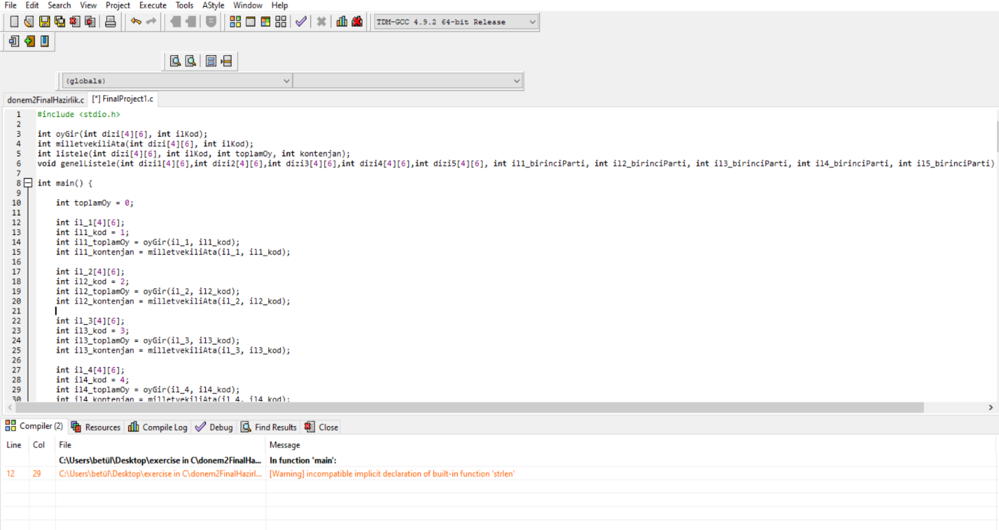 File Edit Search View Project Execute Tools AStyle Window Help
TDM-GCC 4.9.2 64-bit Release
(globals)
donem2FinalHazirlik.c [*] FinalProject1.c
1 #include <stdio.h>
2
3 int oyGir(int dizi[4][6], int ilKod);
4 int milletvekiliAta(int dizi[4][6], int ilKod);
5 int listele(int dizi[4][6], int ilKod, int toplamOy, int kontenjan);
6 void genelListele(int dizi1[4][6],int dizi2[4][6],int dizi3[4][6],int dizi4[4][6],int dizi5[4][6], int il1_birinciParti, int il2_birinciParti, int il3_birinciParti, int il4_birinciParti, int il5_birinciParti)
7
8 int main() {
9
10 int toplamOy = 0;
11
12 int il_1[4][6];
13 int il1_kod = 1;
14 int il1_toplamOy = oyGir(il_1, il1_kod);
15 int il1_kontenjan = milletvekiliAta(il_1, il1_kod);
16
17 int il_2[4][6];
18 int il2_kod = 2;
19 int il2_toplamOy = oyGir(il_2, il2_kod);
20 int il2_kontenjan = milletvekiliAta(il_2, il2_kod);
21
22 int il_3[4][6];
23 int il3_kod = 3;
24 int il3_toplamOy = oyGir(il_3, il3_kod);
25 int il3_kontenjan = milletvekiliAta(il_3, il3_kod);
26
27 int il_4[4][6];
28 int il4_kod = 4;
29 int il4_toplamOy = oyGir(il_4, il4_kod);
30 int il4_kontenjan = milletvekiliAta(il_4, il4_kod);
Compiler (2) Resources Compile Log Debug Find Results Close
Line Col File Message
C:\Users\betül\Desktop\exercise in C\donem2FinalHa... In function 'main':
12 29 C:\Users\betül\Desktop\exercise in C\donem2FinalHazirl... [Warning] incompatible implicit declaration of built-in function 'strlen'